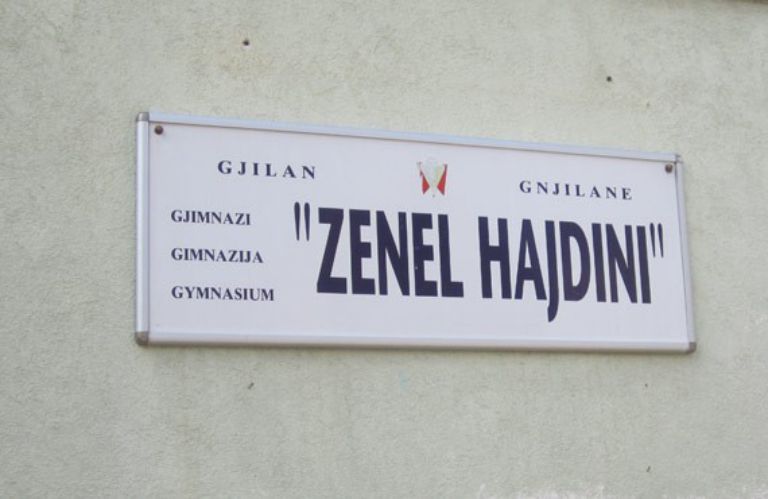 GJILAN
GNJILANE
GJIMNAZI
GIMNAZIJA
GYMNASIUM
"ZENEL HAJDINI"